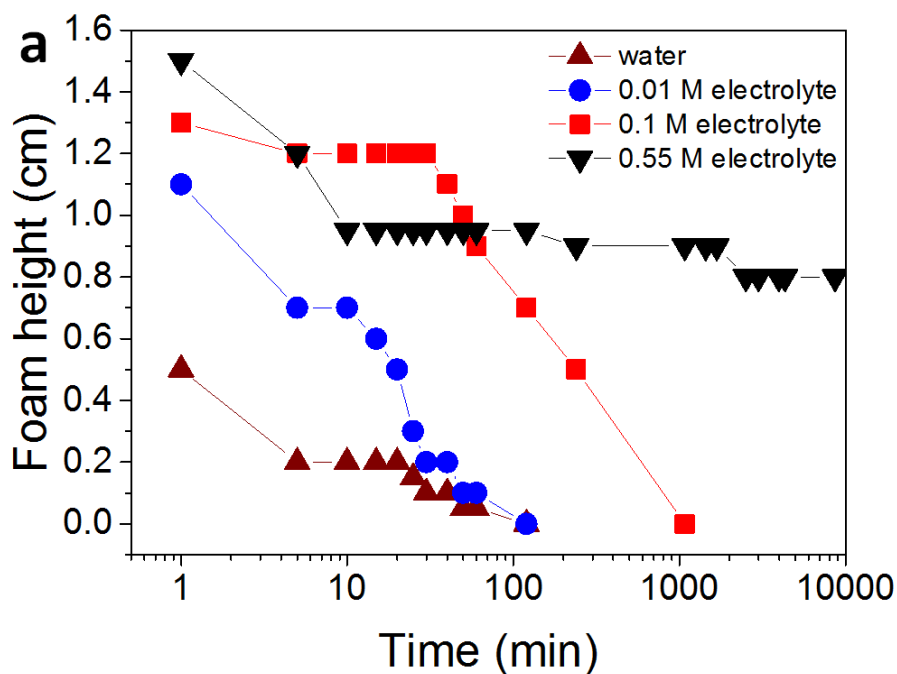 a
1.6
1.4
1.2
1.0
0.8
0.6
0.4
0.2
0.0
Foam height (cm)
water
0.01 M electrolyte
0.1 M electrolyte
0.55 M electrolyte
1
10
100
1000
10000
Time (min)